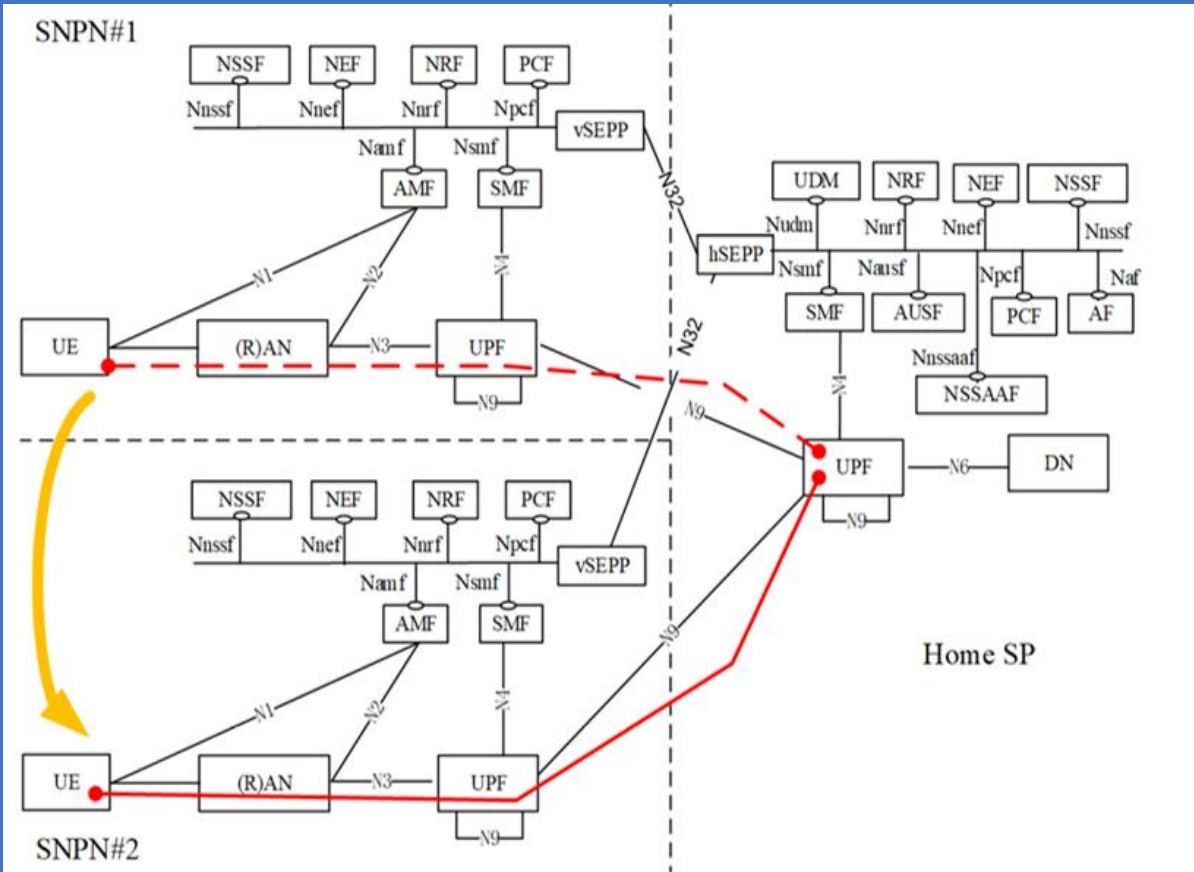 SNPN#1
NSSF NEF NRF PCF
Nnssf Nnef Nnrf Npcf
vSEPP
Namf Nsmf
AMF SMF
N32
UDM NRF NEF NSSF
Nudm Nnrf Nnef Nnssf
hSEPP
Nsmf Nausf Npcf Naf
SMF AUSF PCF AF
N1 N2 N4
N32
UE (R)AN N3 UPF
N9
Nnssaaf
NSSAAF
N4
N9
UPF N6 DN
N9
NSSF NEF NRF PCF
Nnssf Nnef Nnrf Npcf
vSEPP
Namf Nsmf
AMF SMF
N9
Home SP
N1 N2 N4
UE (R)AN N3 UPF
N9
SNPN#2